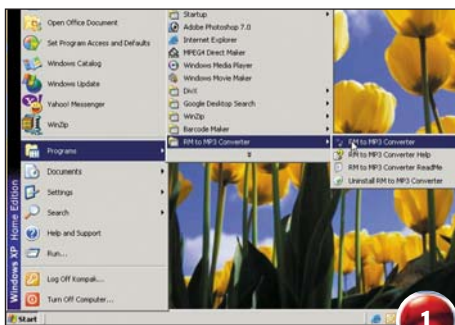 Open Office Document
Set Program Access and Defaults
Windows Catalog
Windows Update
Yahoo! Messenger
WinZip
Programs
Documents
Settings
Search
Help and Support
Run...
Log Off Kompak...
Turn Off Computer...
Windows XP Home Edition
Startup
Adobe Photoshop 7.0
Internet Explorer
MPEG4 Direct Maker
Windows Media Player
Windows Movie Maker
DivX
Google Desktop Search
WinZip
Barcode Maker
RM to MP3 Converter
RM to MP3 Converter
RM to MP3 Converter Help
RM to MP3 Converter ReadMe
Uninstall RM to MP3 Converter
Start
1